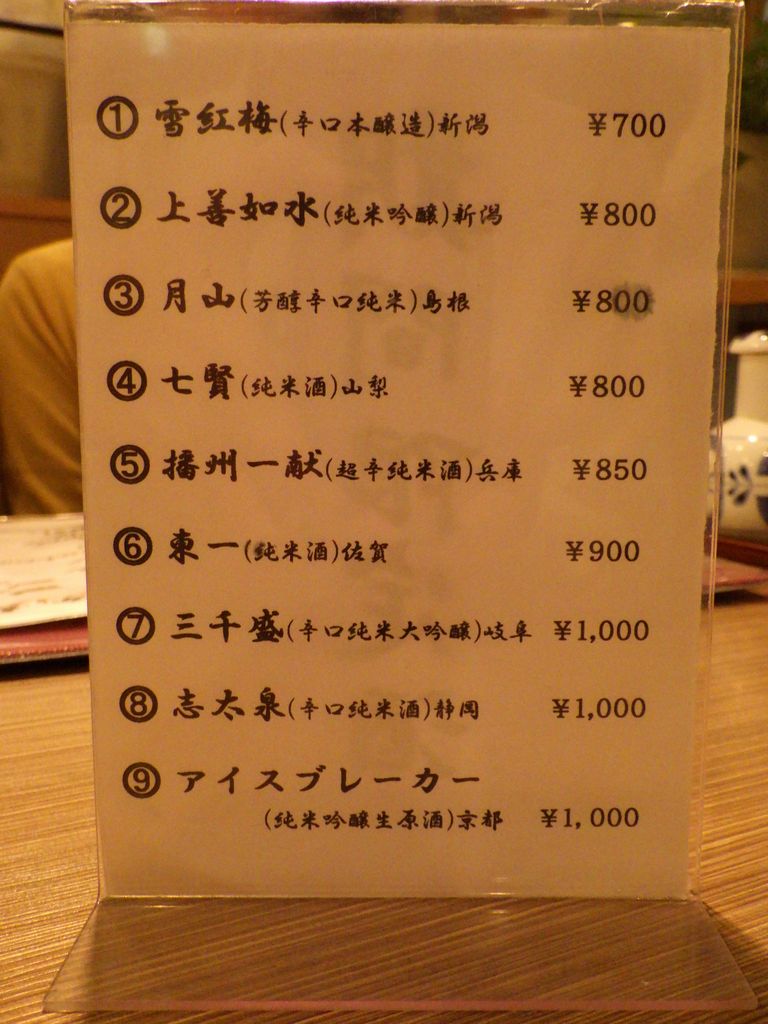 ① 雪紅梅(辛口本醸造)新潟 ¥700
② 上善如水(純米吟醸)新潟 ¥800
③ 月山(芳醇辛口純米)島根 ¥800
④ 七賢(純米酒)山梨 ¥800
⑤ 播州一献(超辛純米酒)兵庫 ¥850
⑥ 東一(純米酒)佐賀 ¥900
⑦ 三千盛(辛口純米大吟醸)岐阜 ¥1,000
⑧ 志太泉(辛口純米酒)静岡 ¥1,000
⑨ アイスブレーカー
(純米吟醸生原酒)京都 ¥1,000